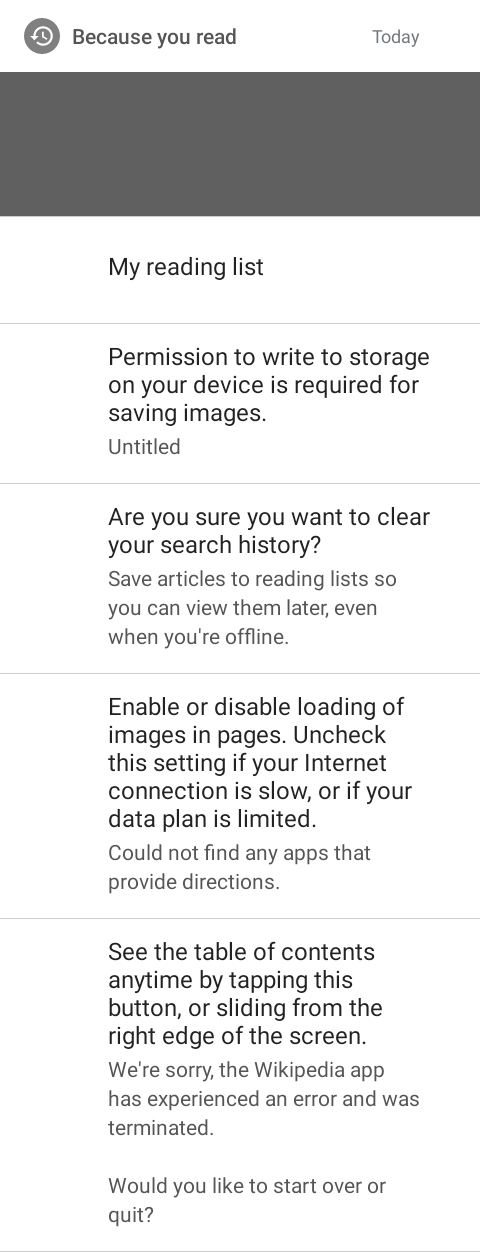 Because you read
Today
My reading list
Permission to write to storage
on your device is required for
saving images.
Untitled
Are you sure you want to clear
your search history?
Save articles to reading lists so
you can view them later, even
when you're offline.
Enable or disable loading of
images in pages. Uncheck
this setting if your Internet
connection is slow, or if your
data plan is limited.
Could not find any apps that
provide directions.
See the table of contents
anytime by tapping this
button, or sliding from the
right edge of the screen.
We're sorry, the Wikipedia app
has experienced an error and was
terminated.
Would you like to start over or
quit?